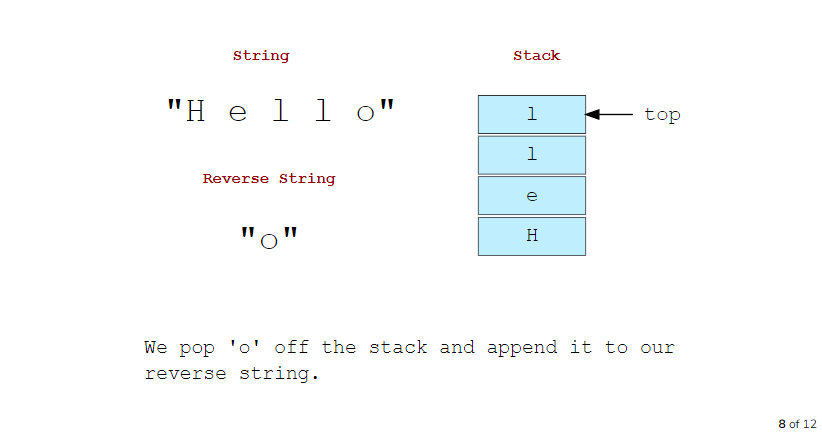 String
"H e l l o"
Reverse String
"o"
Stack
l
top
l
e
H
We pop 'o' off the stack and append it to our
reverse string.
8 of 12